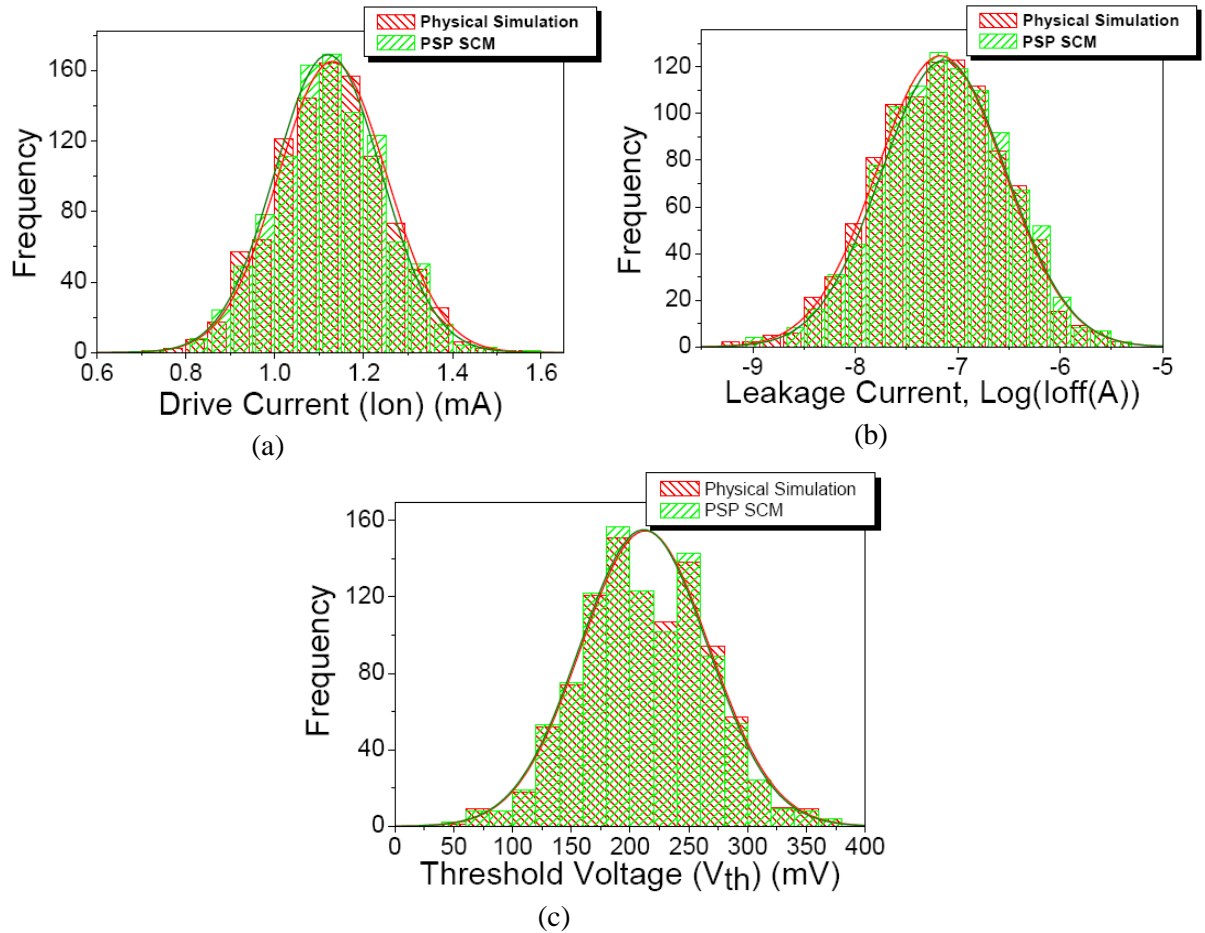 Physical Simulation
PSP SCM
160
120
80
40
0
Frequency
0.6 0.8 1.0 1.2 1.4 1.6
Drive Current (Ion) (mA)
(a)
Physical Simulation
PSP SCM
120
100
80
60
40
20
0
Frequency
-9 -8 -7 -6 -5
Leakage Current, Log(Ioff(A))
(b)
Physical Simulation
PSP SCM
160
120
80
40
0
Frequency
0 50 100 150 200 250 300 350 400
Threshold Voltage (Vth) (mV)
(c)